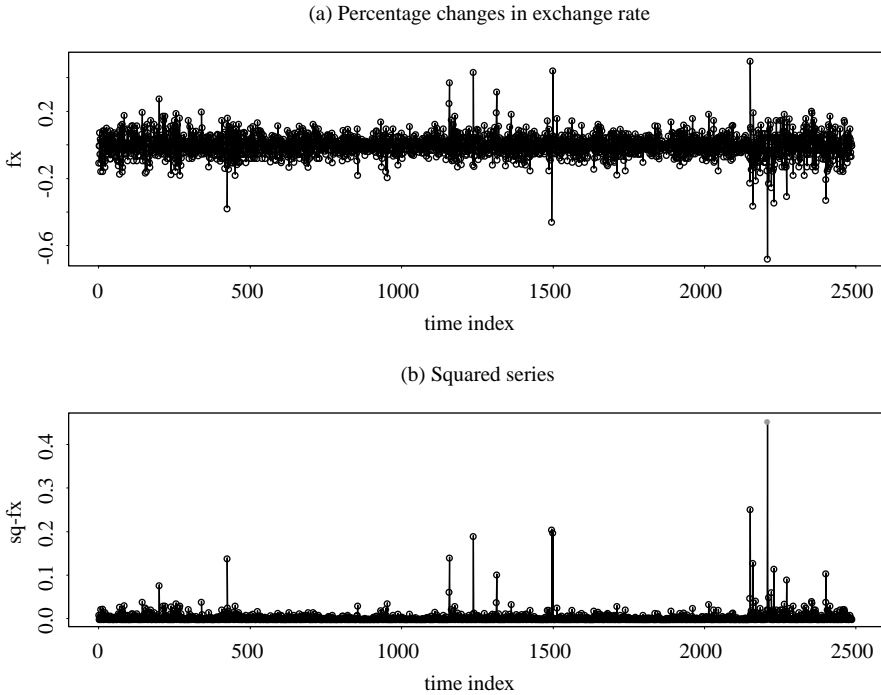 (a) Percentage changes in exchange rate
fx
0.2
-0.2
-0.6
0 500 1000 1500 2000 2500
time index
(b) Squared series
sq-fx
0.4
0.3
0.2
0.1
0.0
0 500 1000 1500 2000 2500
time index